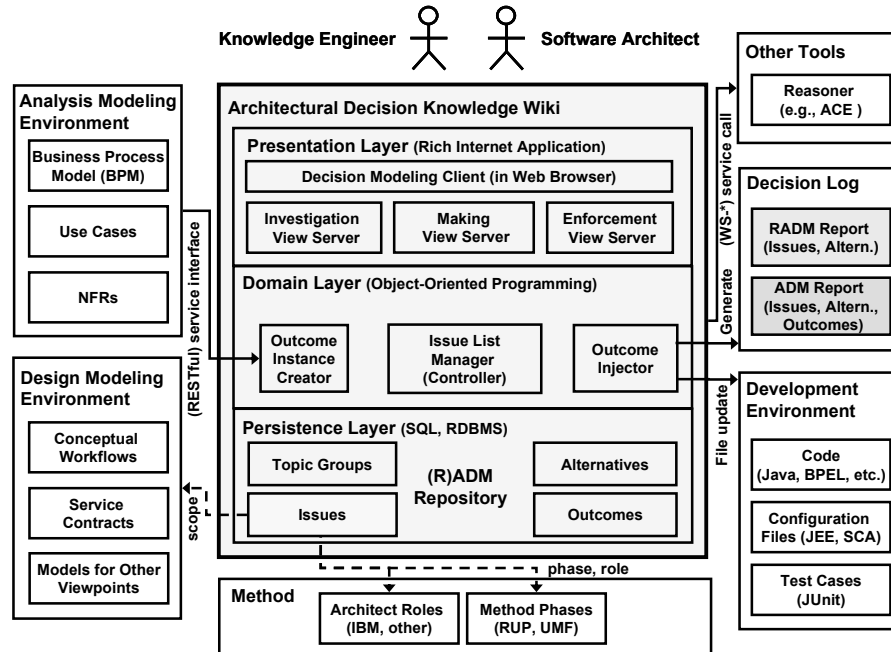 Knowledge Engineer
Software Architect
Analysis Modeling
Environment
Business Process
Model (BPM)
Use Cases
NFRs
Design Modeling
Environment
Conceptual
Workflows
Service
Contracts
Models for Other
Viewpoints
(RESTful) service interface
scope
Architectural Decision Knowledge Wiki
Presentation Layer (Rich Internet Application)
Decision Modeling Client (in Web Browser)
Investigation
View Server
Making
View Server
Enforcement
View Server
Domain Layer (Object-Oriented Programming)
Outcome
Instance
Creator
Issue List
Manager
(Controller)
Outcome
Injector
Persistence Layer (SQL, RDBMS)
Topic Groups
Issues
(R)ADM
Repository
Alternatives
Outcomes
phase, role
Method
Architect Roles
(IBM, other)
Method Phases
(RUP, UMF)
(WS-*) service call
Generate
File update
Other Tools
Reasoner
(e.g., ACE )
Decision Log
RADM Report
(Issues, Altern.)
ADM Report
(Issues, Altern.,
Outcomes)
Development
Environment
Code
(Java, BPEL, etc.)
Configuration
Files (JEE, SCA)
Test Cases
(JUnit)